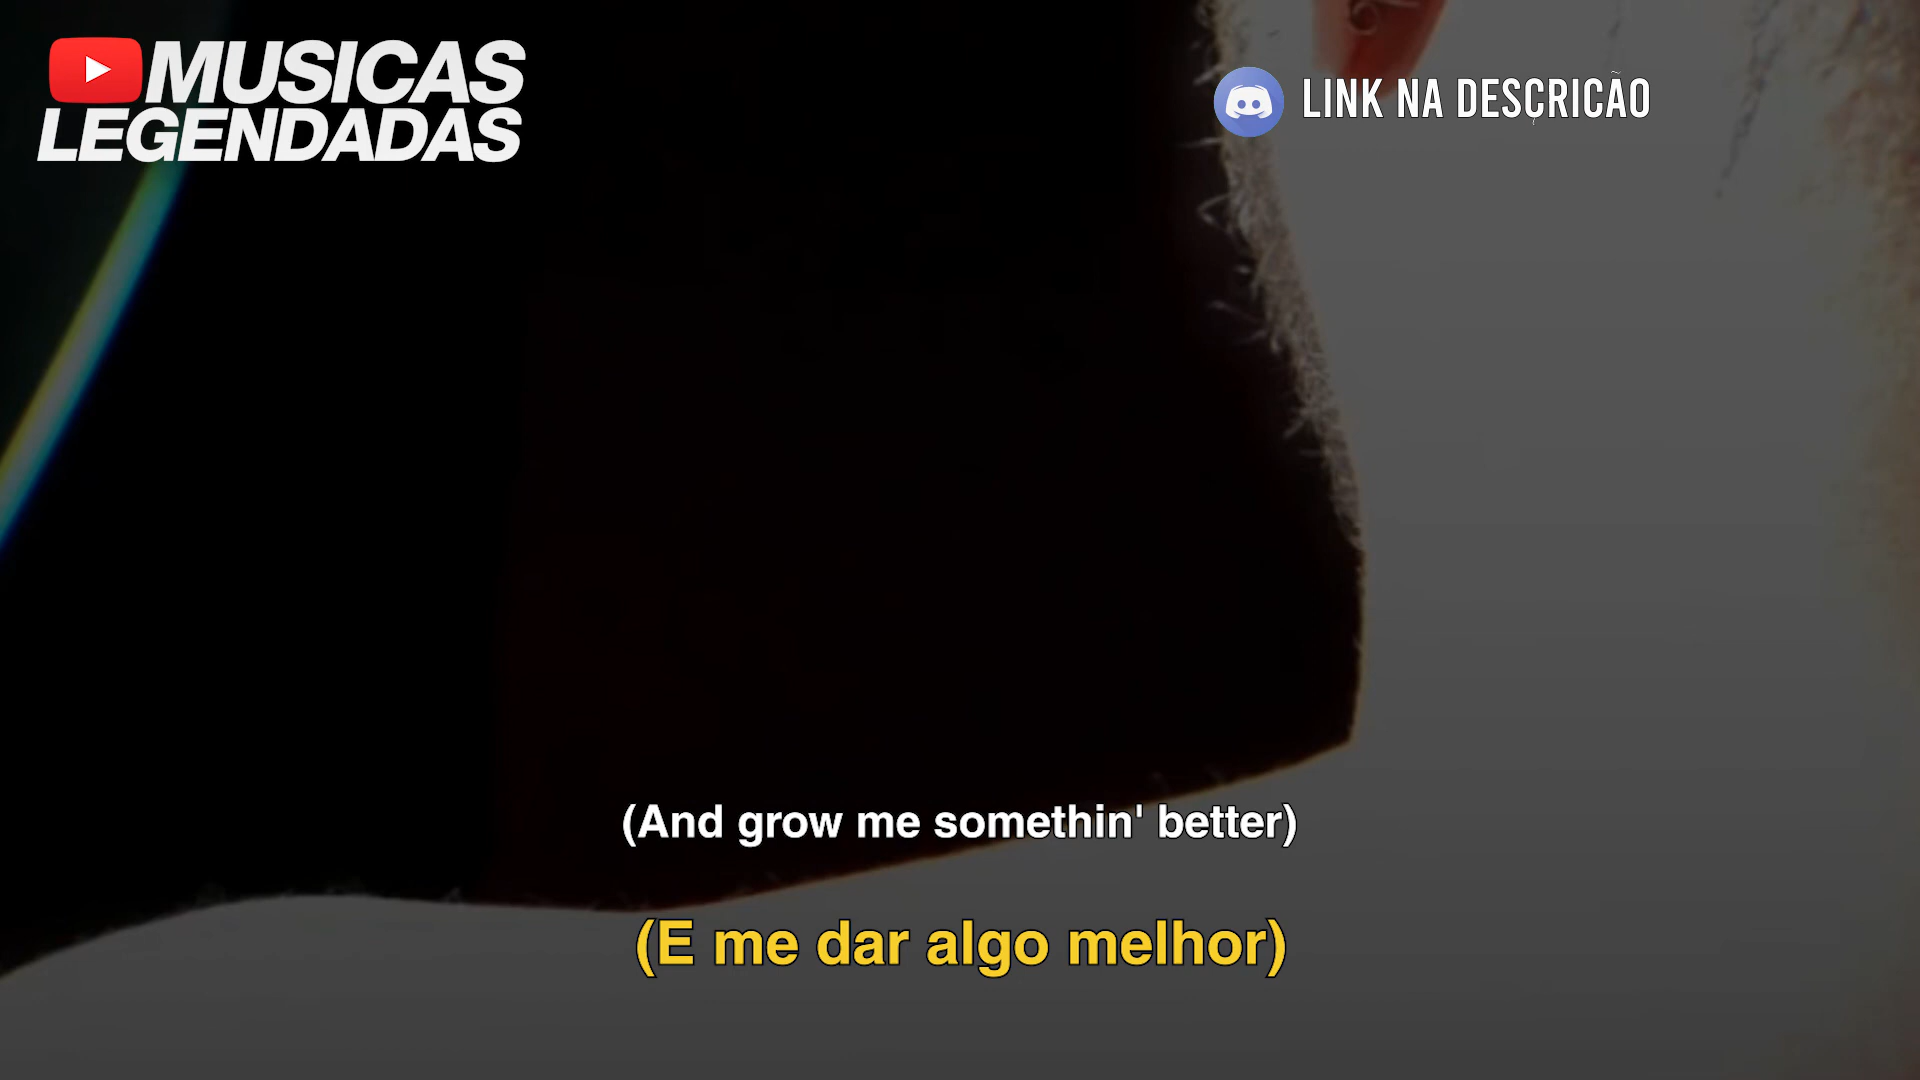 MUSICAS
LEGENDADAS
LINK NA DESCRIÇÃO
(And grow me somethin' better)
(E me dar algo melhor)